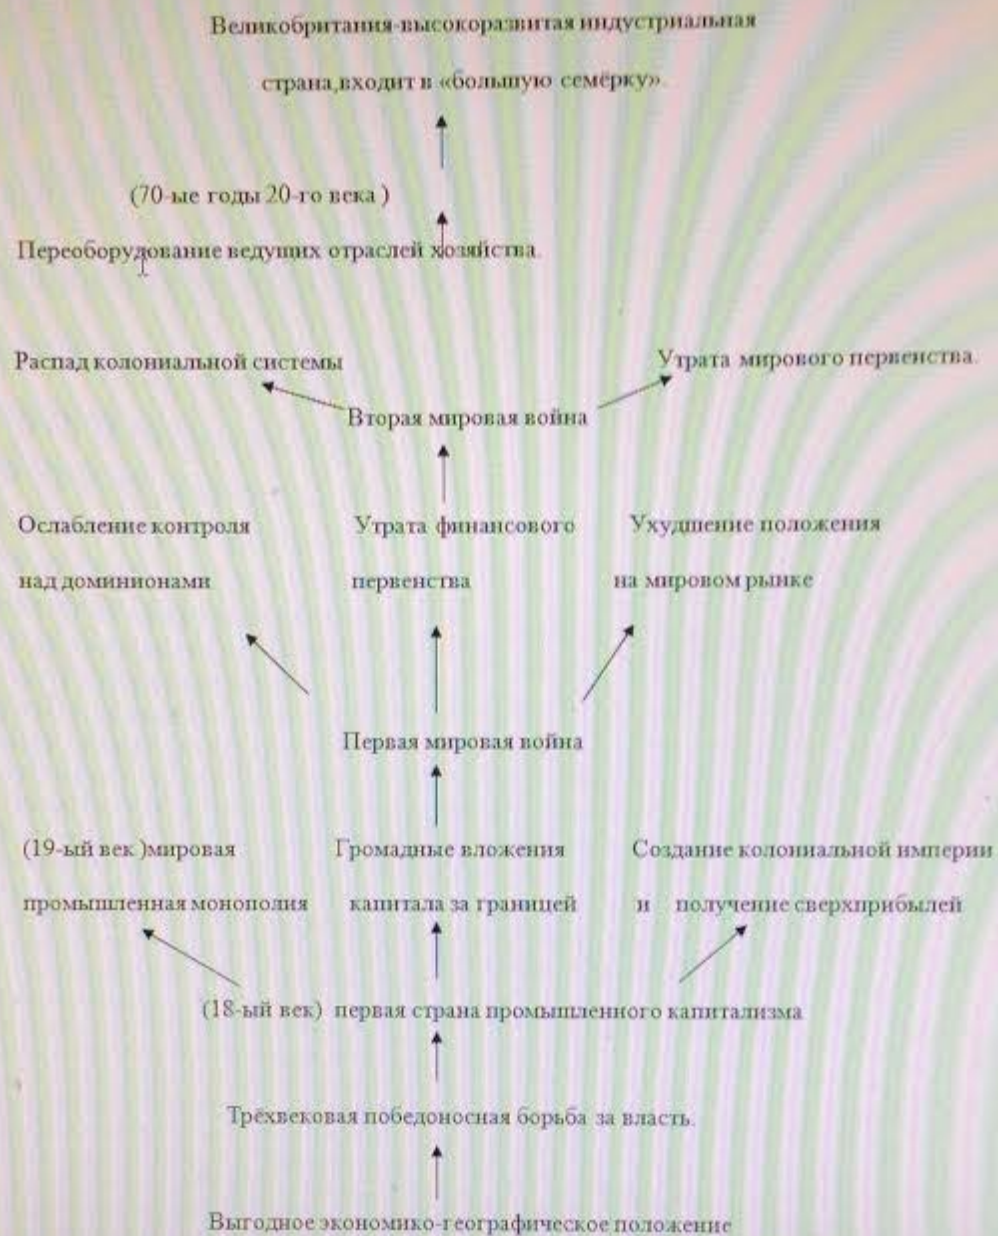 Великобритания-высокоразвитая индустриальная
страна,входит в «большую семёрку».
(70-ые годы 20-го века )
Переоборудование ведущих отраслей хозяйства.
Распад колониальной системы
Утрата мирового первенства.
Вторая мировая война
Ослабление контроля
над доминионами
Утрата финансового
первенства
Ухудшение положения
на мировом рынке
Первая мировая война
(19-ый век )мировая
промышленная монополия
Громадные вложения
капитала за границей
Создание колониальной империи
и получение сверхприбылей
(18-ый век) первая страна промышленного капитализма
Трёхвековая победоносная борьба за власть.
Выгодное экономико-географическое положение